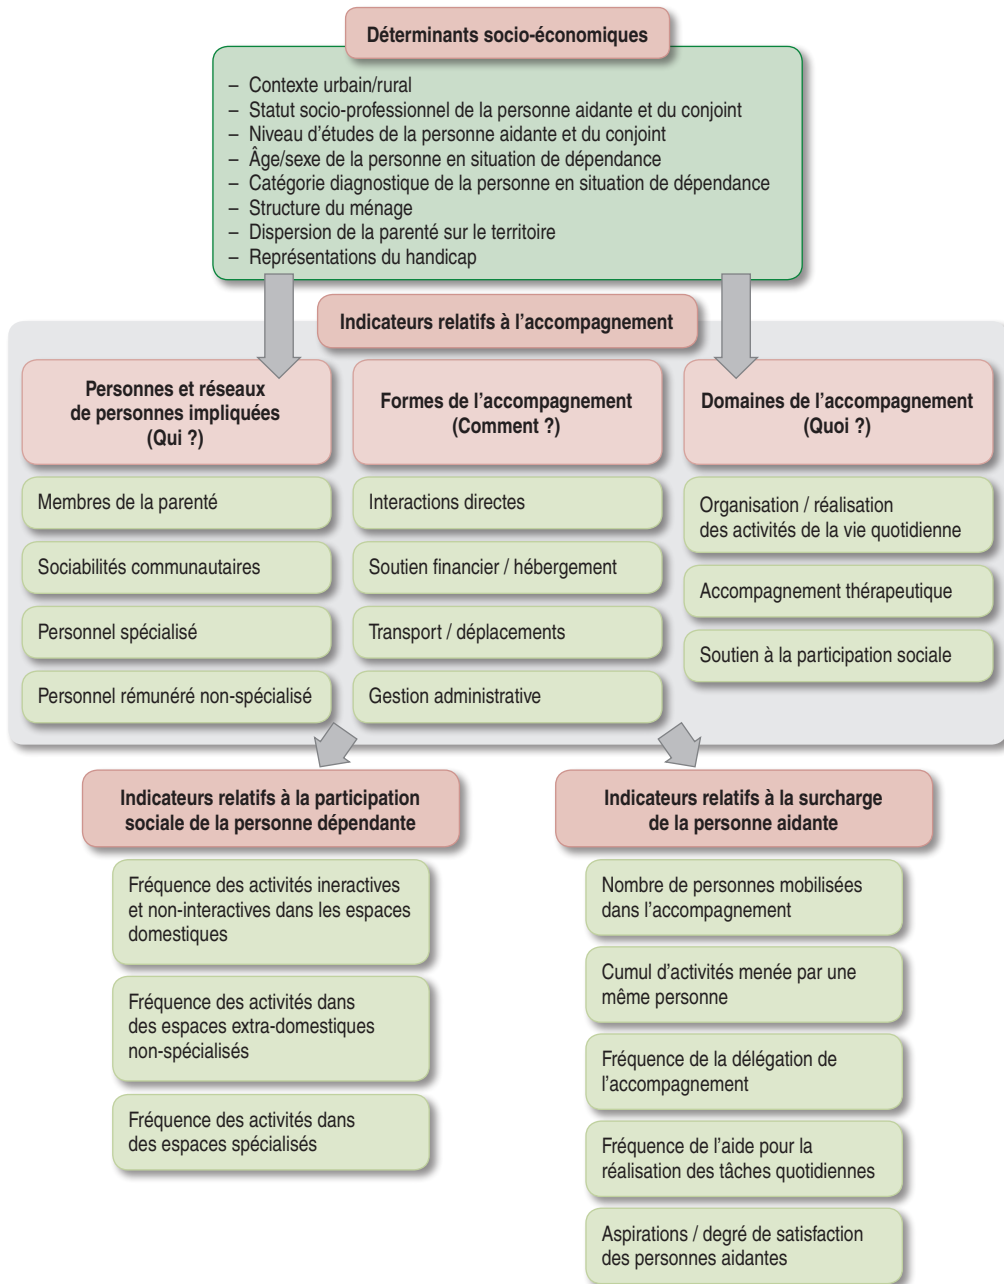 Déterminants socio-économiques
– Contexte urbain/rural
– Statut socio-professionnel de la personne aidante et du conjoint
– Niveau d’études de la personne aidante et du conjoint
– Âge/sexe de la personne en situation de dépendance
– Catégorie diagnostique de la personne en situation de dépendance
– Structure du ménage
– Dispersion de la parenté sur le territoire
– Représentations du handicap
Indicateurs relatifs à l’accompagnement
Personnes et réseaux
de personnes impliquées
(Qui ?)
Membres de la parenté
Sociabilités communautaires
Personnel spécialisé
Personnel rémunéré non-spécialisé
Formes de l’accompagnement
(Comment ?)
Interactions directes
Soutien financier / hébergement
Transport / déplacements
Gestion administrative
Domaines de l’accompagnement
(Quoi ?)
Organisation / réalisation
des activités de la vie quotidienne
Accompagnement thérapeutique
Soutien à la participation sociale
Indicateurs relatifs à la participation
sociale de la personne dépendante
Fréquence des activités ineractives
et non-interactives dans les espaces
domestiques
Fréquence des activités dans
des espaces extra-domestiques
non-spécialisés
Fréquence des activités dans
des espaces spécialisés
Indicateurs relatifs à la surcharge
de la personne aidante
Nombre de personnes mobilisées
dans l’accompagnement
Cumul d’activités menée par une
même personne
Fréquence de la délégation de
l’accompagnement
Fréquence de l’aide pour la
réalisation des tâches quotidiennes
Aspirations / degré de satisfaction
des personnes aidantes